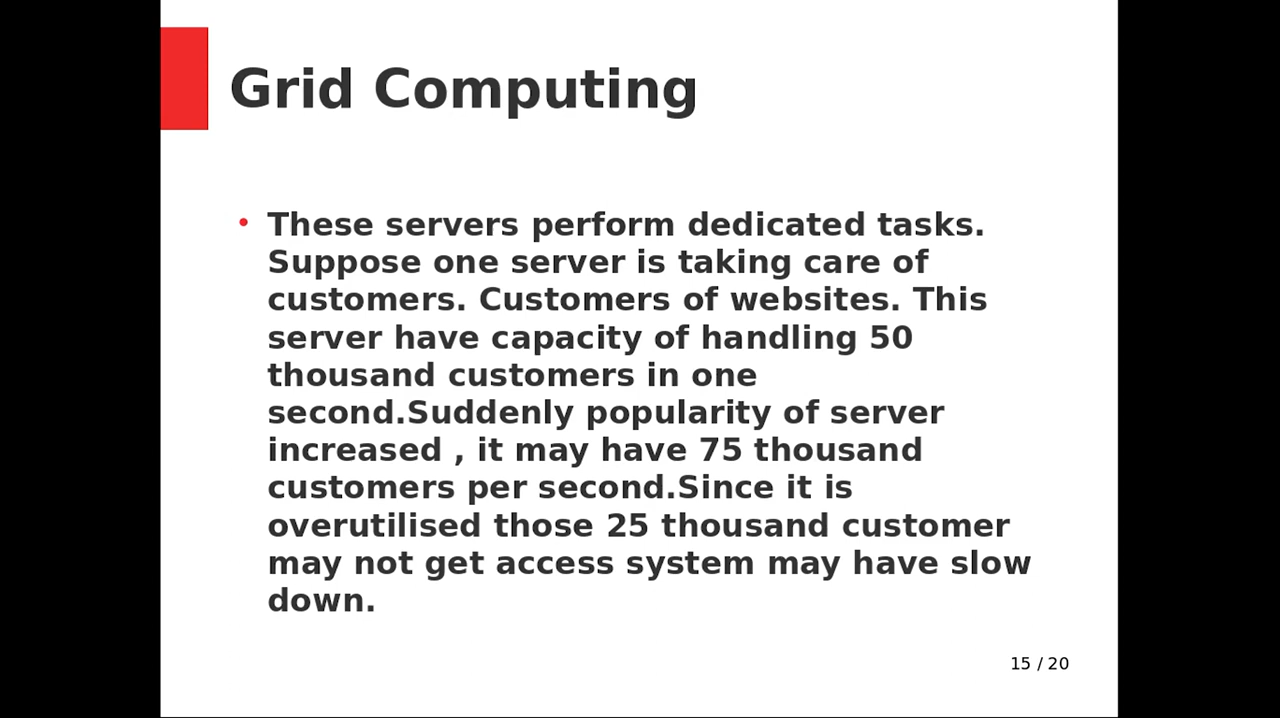 Grid Computing
• These servers perform dedicated tasks.
Suppose one server is taking care of
customers. Customers of websites. This
server have capacity of handling 50
thousand customers in one
second.Suddenly popularity of server
increased , it may have 75 thousand
customers per second.Since it is
overutilised those 25 thousand customer
may not get access system may have slow
down.
15 / 20